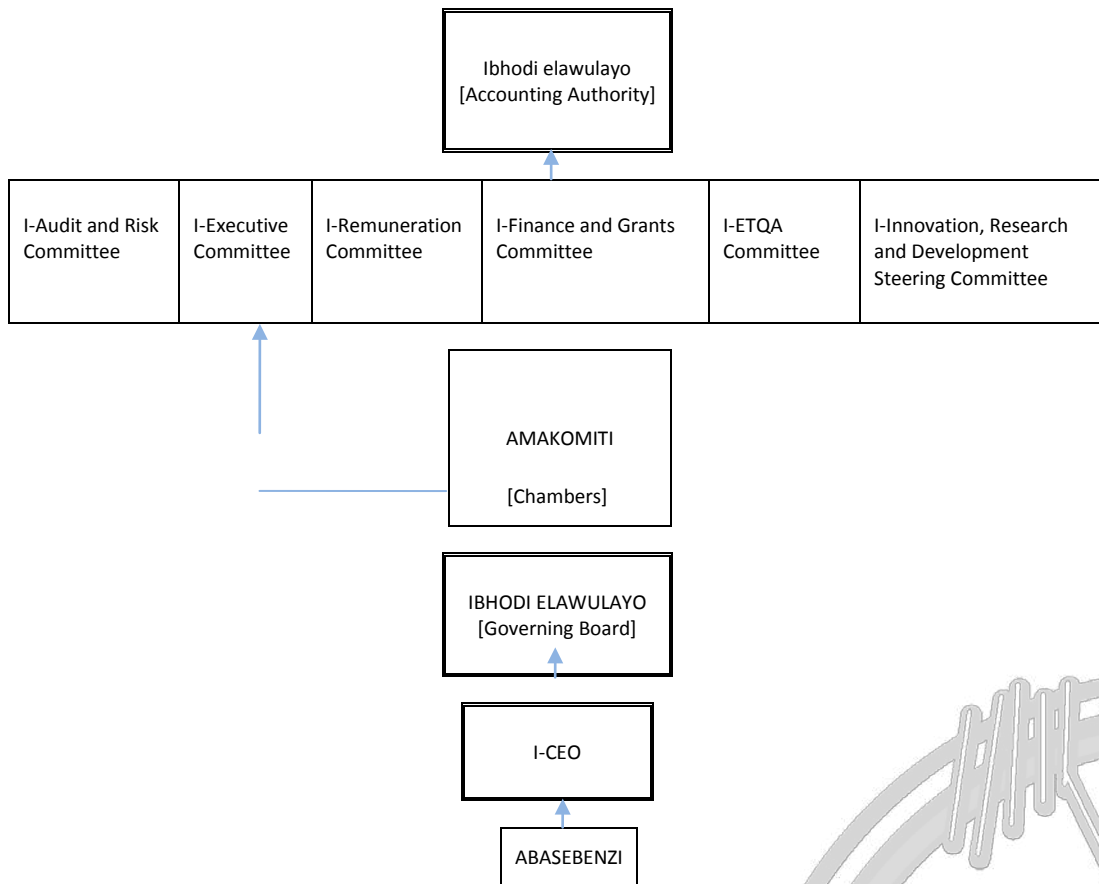 Ibhodi elawulayo
[Accounting Authority]
I-Audit and Risk
Committee
I-Executive
Committee
I-Remuneration
Committee
I-Finance and Grants
Committee
I-ETQA
Committee
I-Innovation, Research
and Development
Steering Committee
AMAKOMITI
[Chambers]
IBHODI ELAWULAYO
[Governing Board]
I-CEO
ABASEBENZI